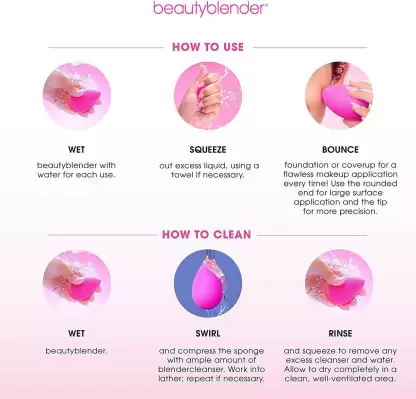 beautyblender®
HOW TO USE
WET
beautyblender with
water for each use.
SQUEEZE
out excess liquid, using a
towel if necessary.
BOUNCE
foundation or coverup for a
flawless makeup application
every time! Use the rounded
end for large surface
application and the tip
for more precision.
HOW TO CLEAN
WET
beautyblender.
SWIRL
and compress the sponge
with ample amount of
blendercleanser. Work into
lather; repeat if necessary.
RINSE
and squeeze to remove any
excess cleanser and water.
Allow to dry completely in a
clean, well-ventilated area.